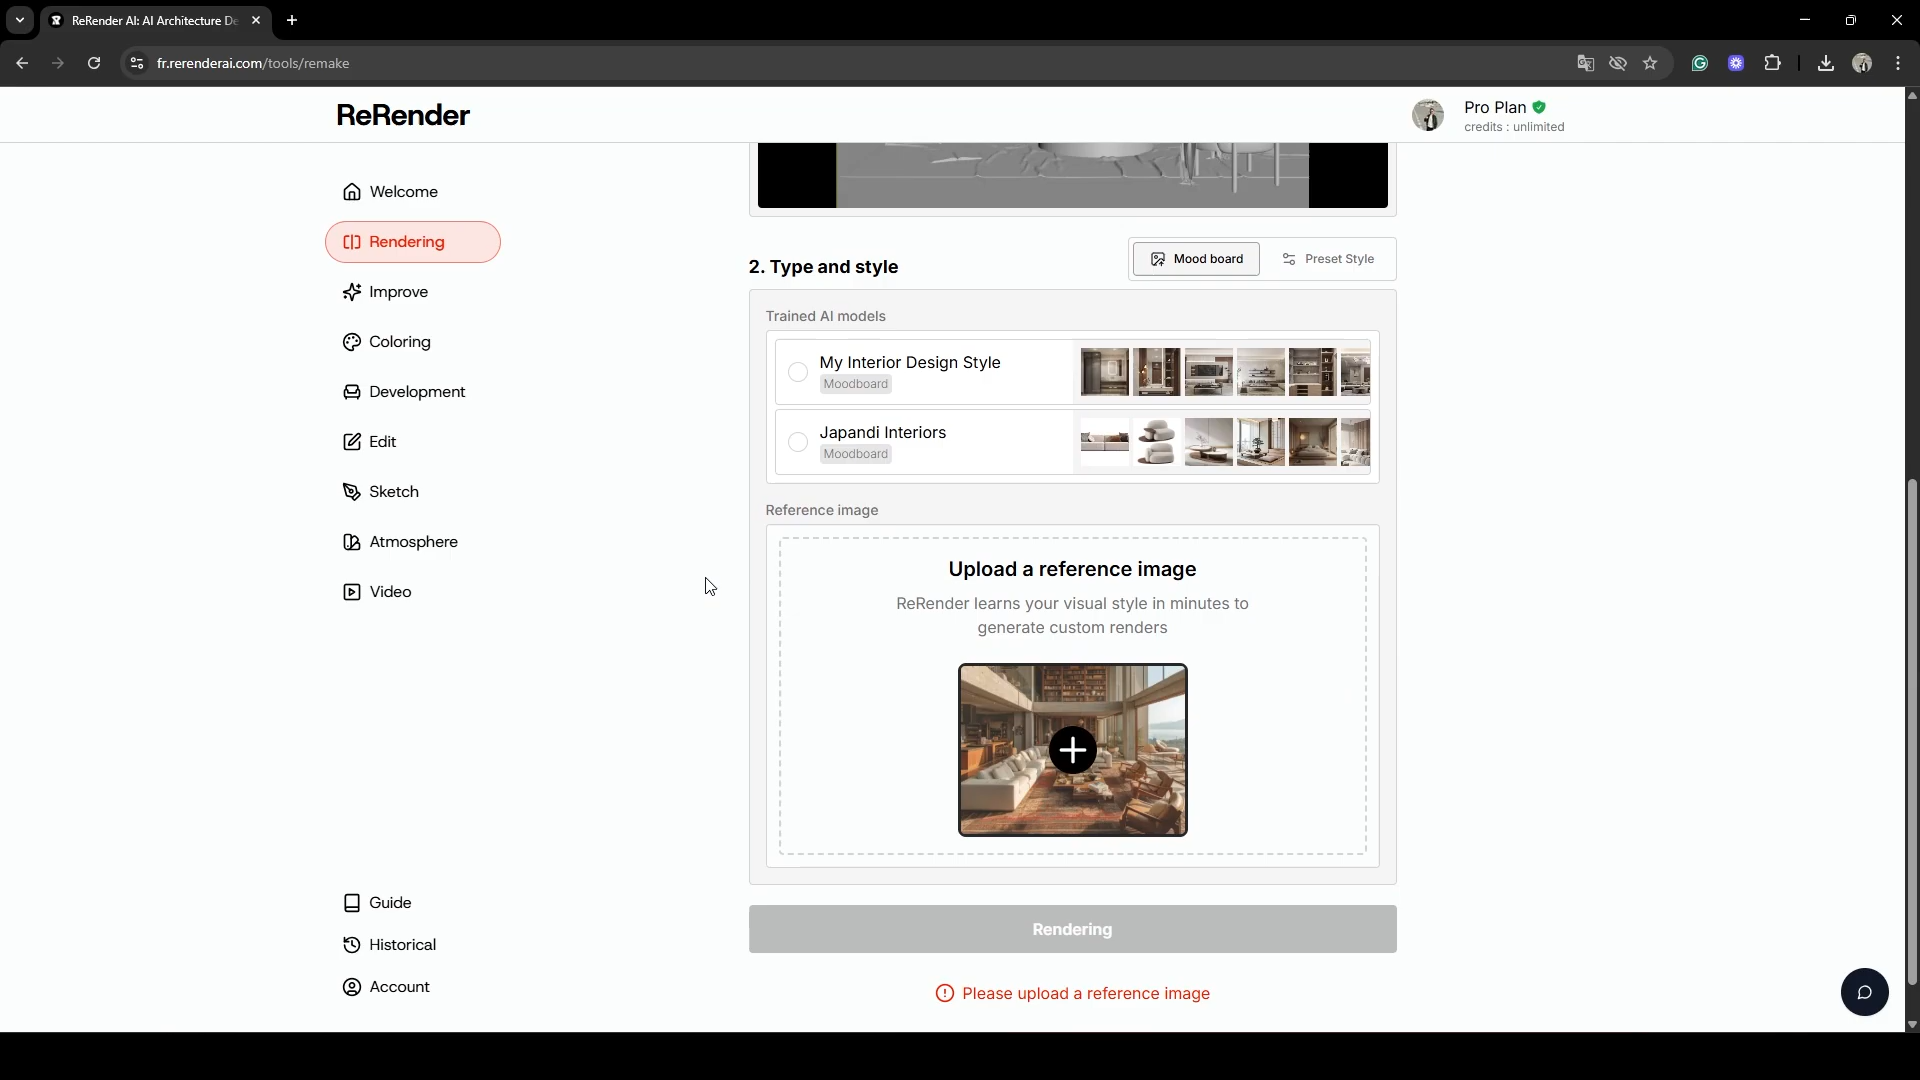 ReRender AI: AI Architecture De
fr.rerenderai.com/tools/remake
ReRender
Pro Plan
credits : unlimited
Welcome
Rendering
Improve
Coloring
Development
Edit
Sketch
Atmosphere
Video
Guide
Historical
Account
2. Type and style
Mood board
Preset Style
Trained AI models
My Interior Design Style
Moodboard
Japandi Interiors
Moodboard
Reference image
Upload a reference image
ReRender learns your visual style in minutes to
generate custom renders
Rendering
Please upload a reference image